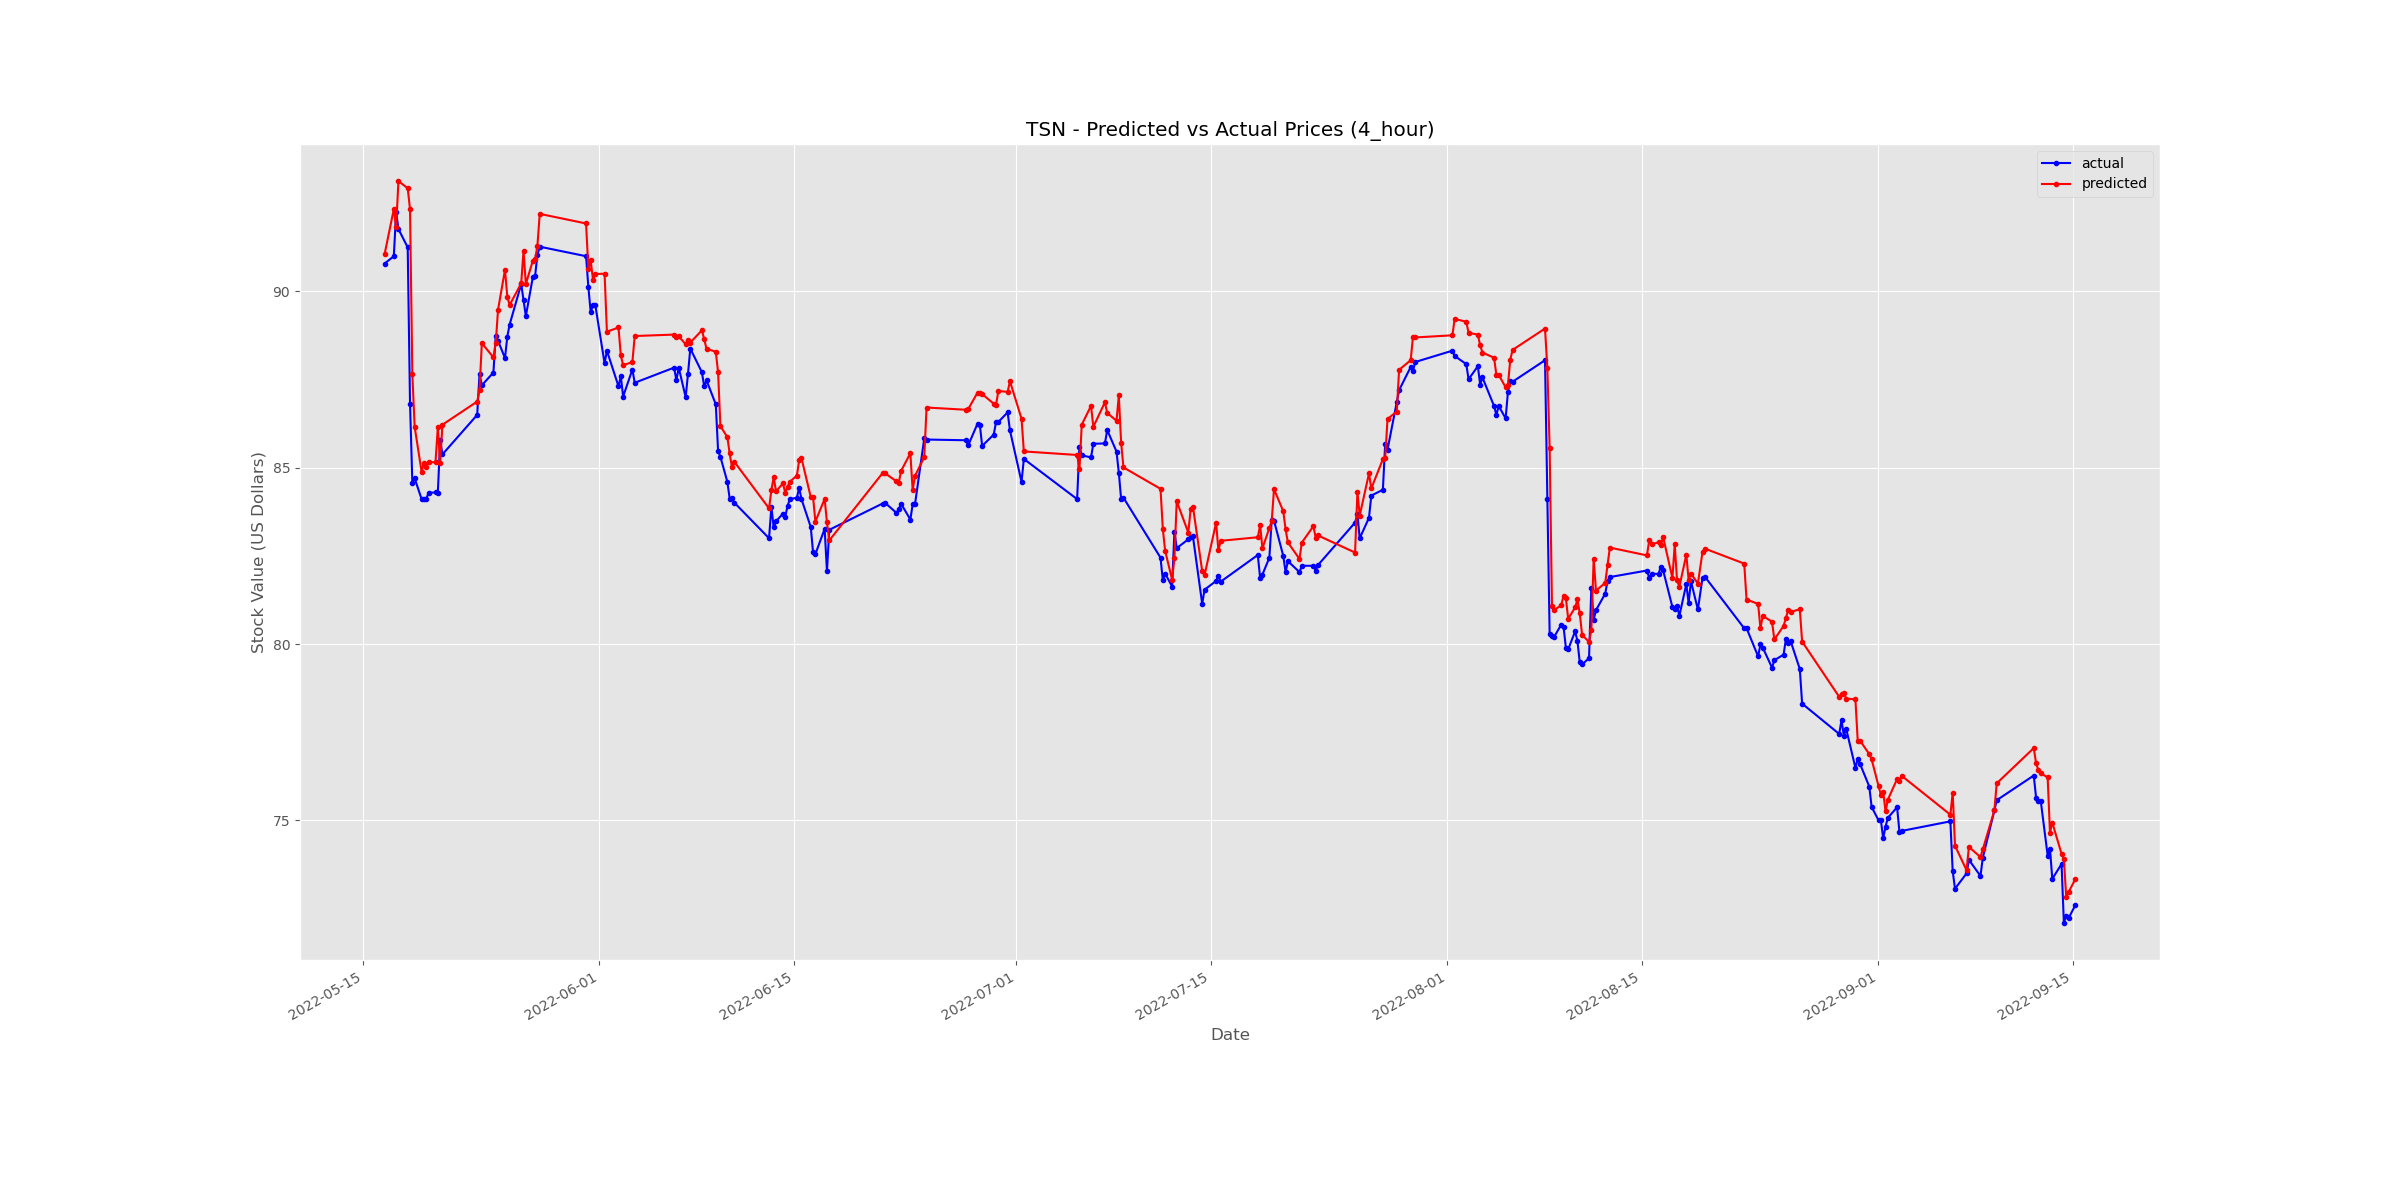 TSN - Predicted vs Actual Prices (4_hour)
actual
predicted
90
85
80
75
Stock Value (US Dollars)
2022-05-15
2022-06-01
2022-06-15
2022-07-01
2022-07-15
2022-08-01
2022-08-15
2022-09-01
2022-09-15
Date